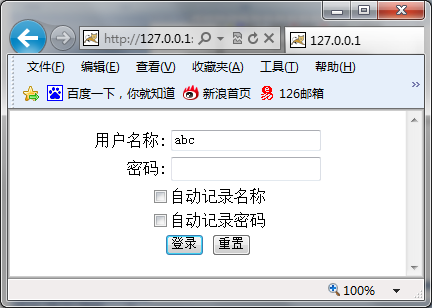 http://127.0.0.1:
127.0.0.1
文件(F) 编辑(E) 查看(V) 收藏夹(A) 工具(T) 帮助(H)
百度一下，你就知道 新浪首页 126邮箱
用户名称: abc
密码:
自动记录名称
自动记录密码
登录 重置
100%